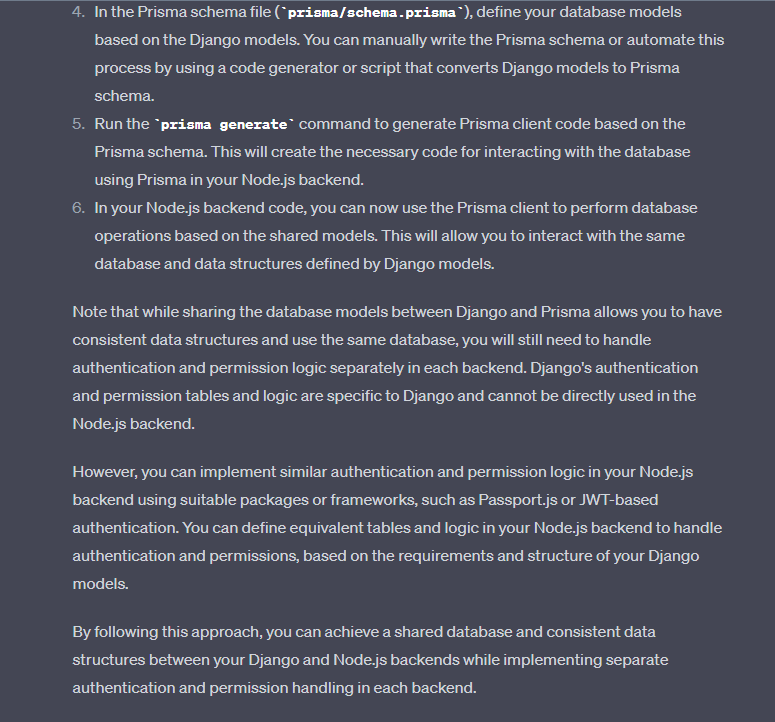 4. In the Prisma schema file (`prisma/schema.prisma`), define your database models
based on the Django models. You can manually write the Prisma schema or automate this
process by using a code generator or script that converts Django models to Prisma
schema.
5. Run the `prisma generate` command to generate Prisma client code based on the
Prisma schema. This will create the necessary code for interacting with the database
using Prisma in your Node.js backend.
6. In your Node.js backend code, you can now use the Prisma client to perform database
operations based on the shared models. This will allow you to interact with the same
database and data structures defined by Django models.
Note that while sharing the database models between Django and Prisma allows you to have
consistent data structures and use the same database, you will still need to handle
authentication and permission logic separately in each backend. Django's authentication
and permission tables and logic are specific to Django and cannot be directly used in the
Node.js backend.
However, you can implement similar authentication and permission logic in your Node.js
backend using suitable packages or frameworks, such as Passport.js or JWT-based
authentication. You can define equivalent tables and logic in your Node.js backend to handle
authentication and permissions, based on the requirements and structure of your Django
models.
By following this approach, you can achieve a shared database and consistent data
structures between your Django and Node.js backends while implementing separate
authentication and permission handling in each backend.